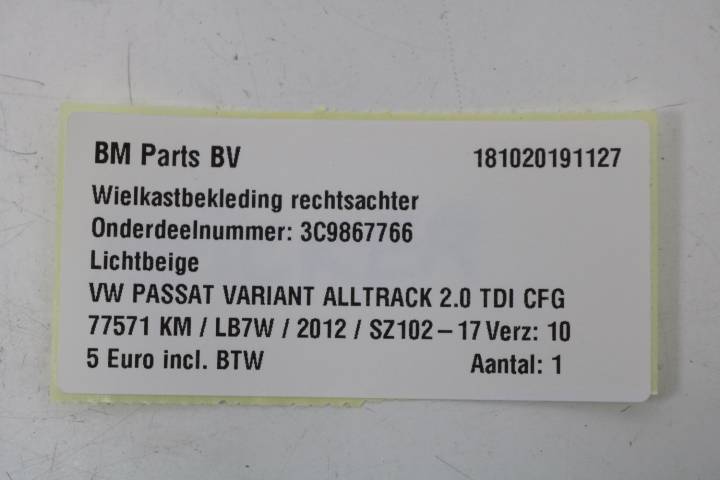 BM Parts BV 181020191127
Wielkastbekleding rechtsachter
Onderdeelnummer: 3C9867766
Lichtbeige
VW PASSAT VARIANT ALLTRACK 2.0 TDI CFG
77571 KM / LB7W / 2012 / SZ102-17 Verz: 10
5 Euro incl. BTW Aantal: 1